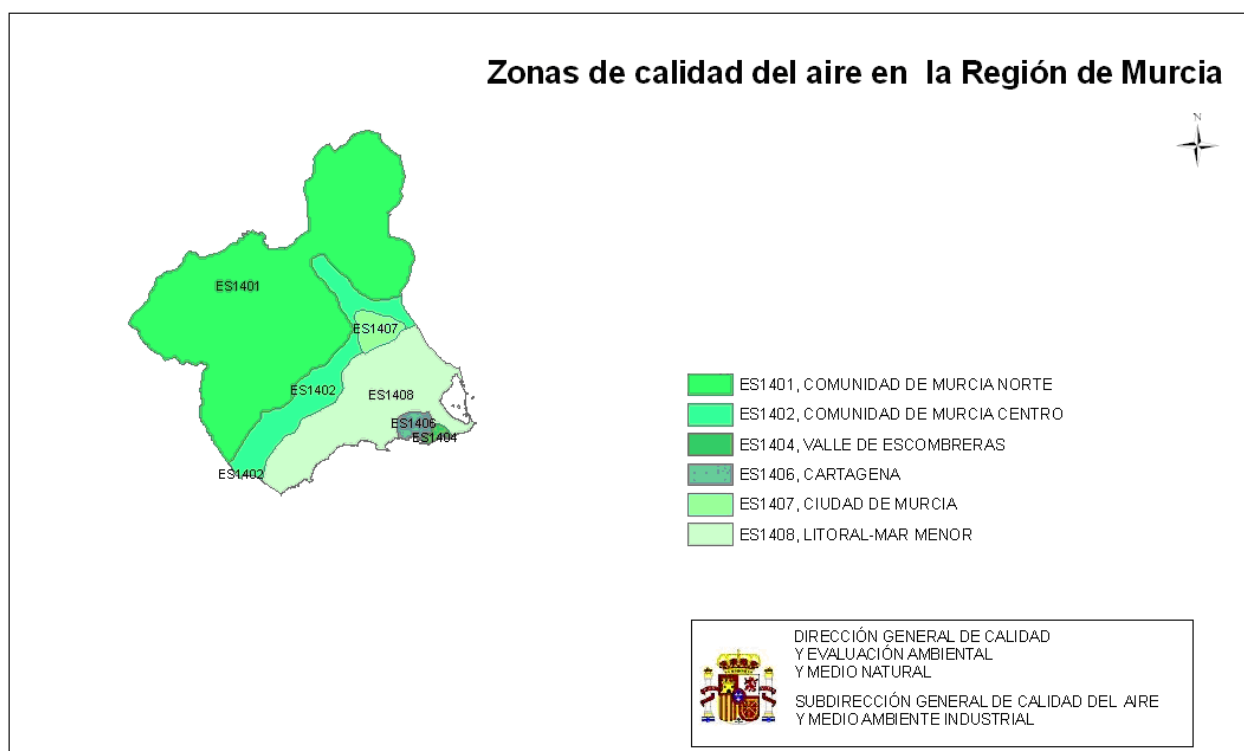 Zonas de calidad del aire en la Región de Murcia
N
ES1401
ES1407
ES1402
ES1408
ES1406
ES1404
ES1402
ES1401, COMUNIDAD DE MURCIA NORTE
ES1402, COMUNIDAD DE MURCIA CENTRO
ES1404, VALLE DE ESCOMBRERAS
ES1406, CARTAGENA
ES1407, CIUDAD DE MURCIA
ES1408, LITORAL-MAR MENOR
DIRECCIÓN GENERAL DE CALIDAD
Y EVALUACIÓN AMBIENTAL
Y MEDIO NATURAL
SUBDIRECCIÓN GENERAL DE CALIDAD DEL AIRE
Y MEDIO AMBIENTE INDUSTRIAL